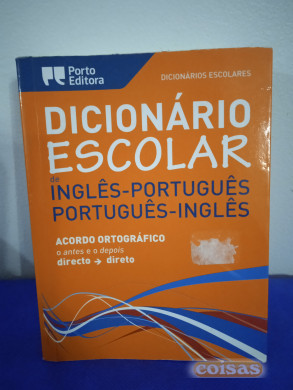 Porto
Editora
DICIONÁRIOS ESCOLARES
DICIONÁRIO
ESCOLAR
de
INGLÊS-PORTUGUÊS
PORTUGUÊS-INGLÊS
ACORDO ORTOGRÁFICO
o antes e o depois
directo → direto
coisas